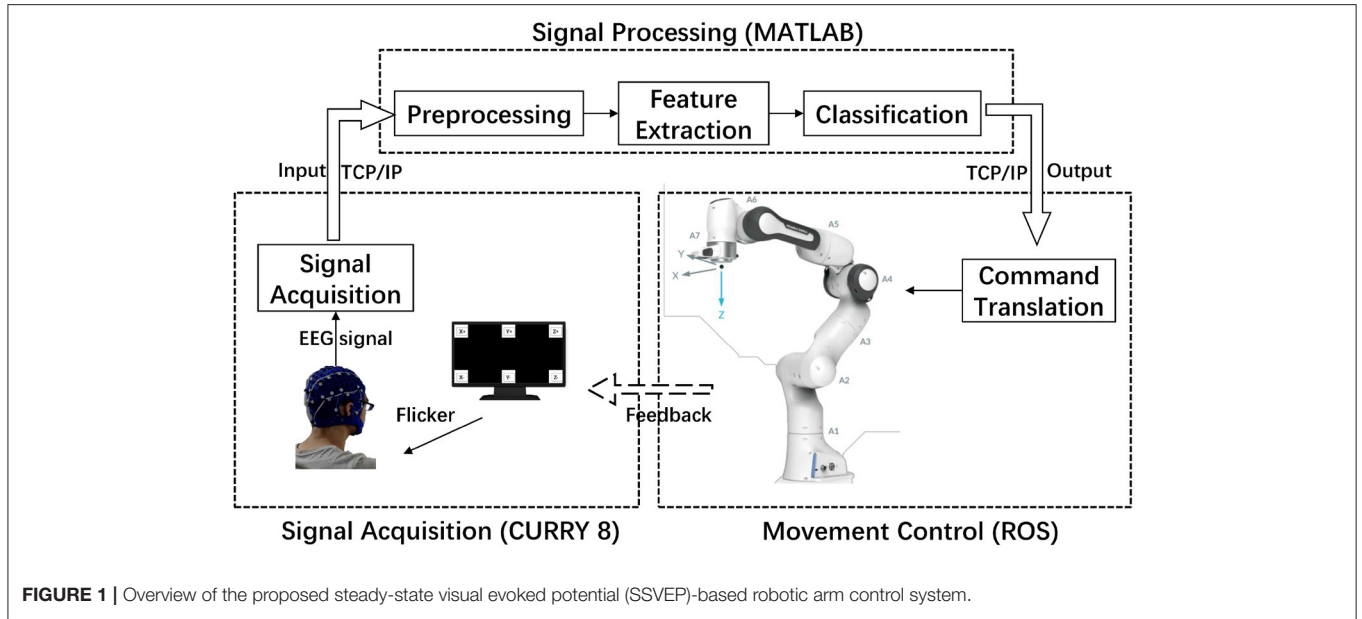 Signal Processing (MATLAB)
Preprocessing
Feature
Extraction
Classification
Input
TCP/IP
TCP/IP
Output
Signal
Acquisition
EEG signal
X+
Y+
Z+
X-
Y-
Z-
Flicker
Feedback
A6
A5
A7
Y
X
Z
A4
A3
A2
A1
Command
Translation
Signal Acquisition (CURRY 8)
Movement Control (ROS)
FIGURE 1 | Overview of the proposed steady-state visual evoked potential (SSVEP)-based robotic arm control system.